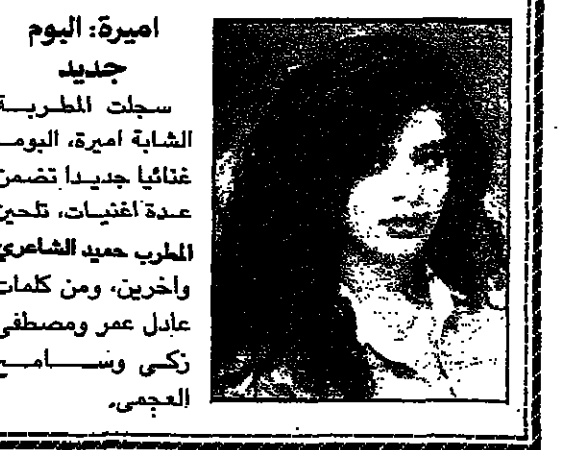 اميرة: البوم
جديد
سجلت المطربة
الشابة اميرة، البومـ
غنائيا جديدا تضمن
عدة اغنيات، تلحين
المطرب حميد الشاعري
واخرين، ومن كلمات
عادل عمر ومصطفى
زكي وسامح
العجمي.